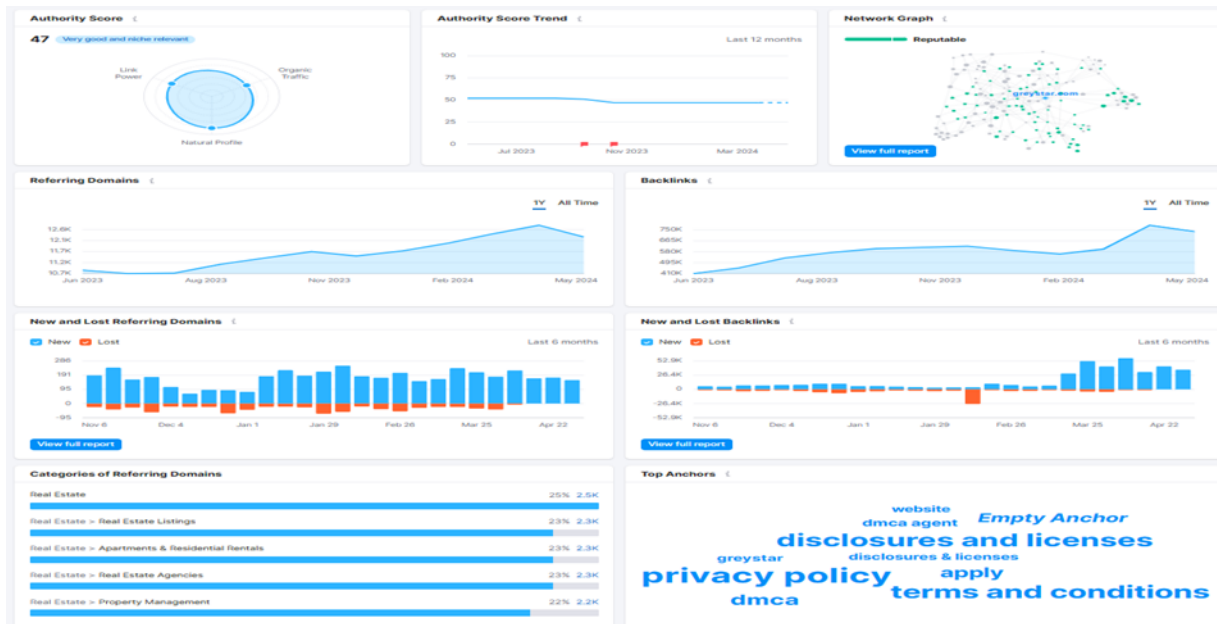 Authority Score
47 Very good and niche relevant
Link
Power
Organic
Traffic
Natural Profile
Authority Score Trend
Last 12 months
100
75
50
25
0
Jul 2023 Nov 2023 Mar 2024
Network Graph
Reputable
greystar.com
View full report
Referring Domains
1Y All Time
12.6K
12.1K
11.7K
11.2K
10.7K
Jun 2023 Aug 2023 Nov 2023 Feb 2024 May 2024
Backlinks
1Y All Time
750K
665K
580K
495K
410K
Jun 2023 Aug 2023 Nov 2023 Feb 2024 May 2024
New and Lost Referring Domains
New Lost Last 6 months
286
191
95
0
-95
Nov 6 Dec 4 Jan 1 Jan 29 Feb 26 Mar 25 Apr 22
View full report
New and Lost Backlinks
New Lost Last 6 months
52.9K
26.4K
0
-26.4K
-52.9K
Nov 6 Dec 4 Jan 1 Jan 29 Feb 26 Mar 25 Apr 22
View full report
Categories of Referring Domains
Real Estate 25% 2.5K
Real Estate > Real Estate Listings 23% 2.3K
Real Estate > Apartments & Residential Rentals 23% 2.3K
Real Estate > Real Estate Agencies 23% 2.3K
Real Estate > Property Management 22% 2.2K
Top Anchors
website
dmca agent Empty Anchor
disclosures and licenses
greystar disclosures & licenses
privacy policy apply
terms and conditions
dmca